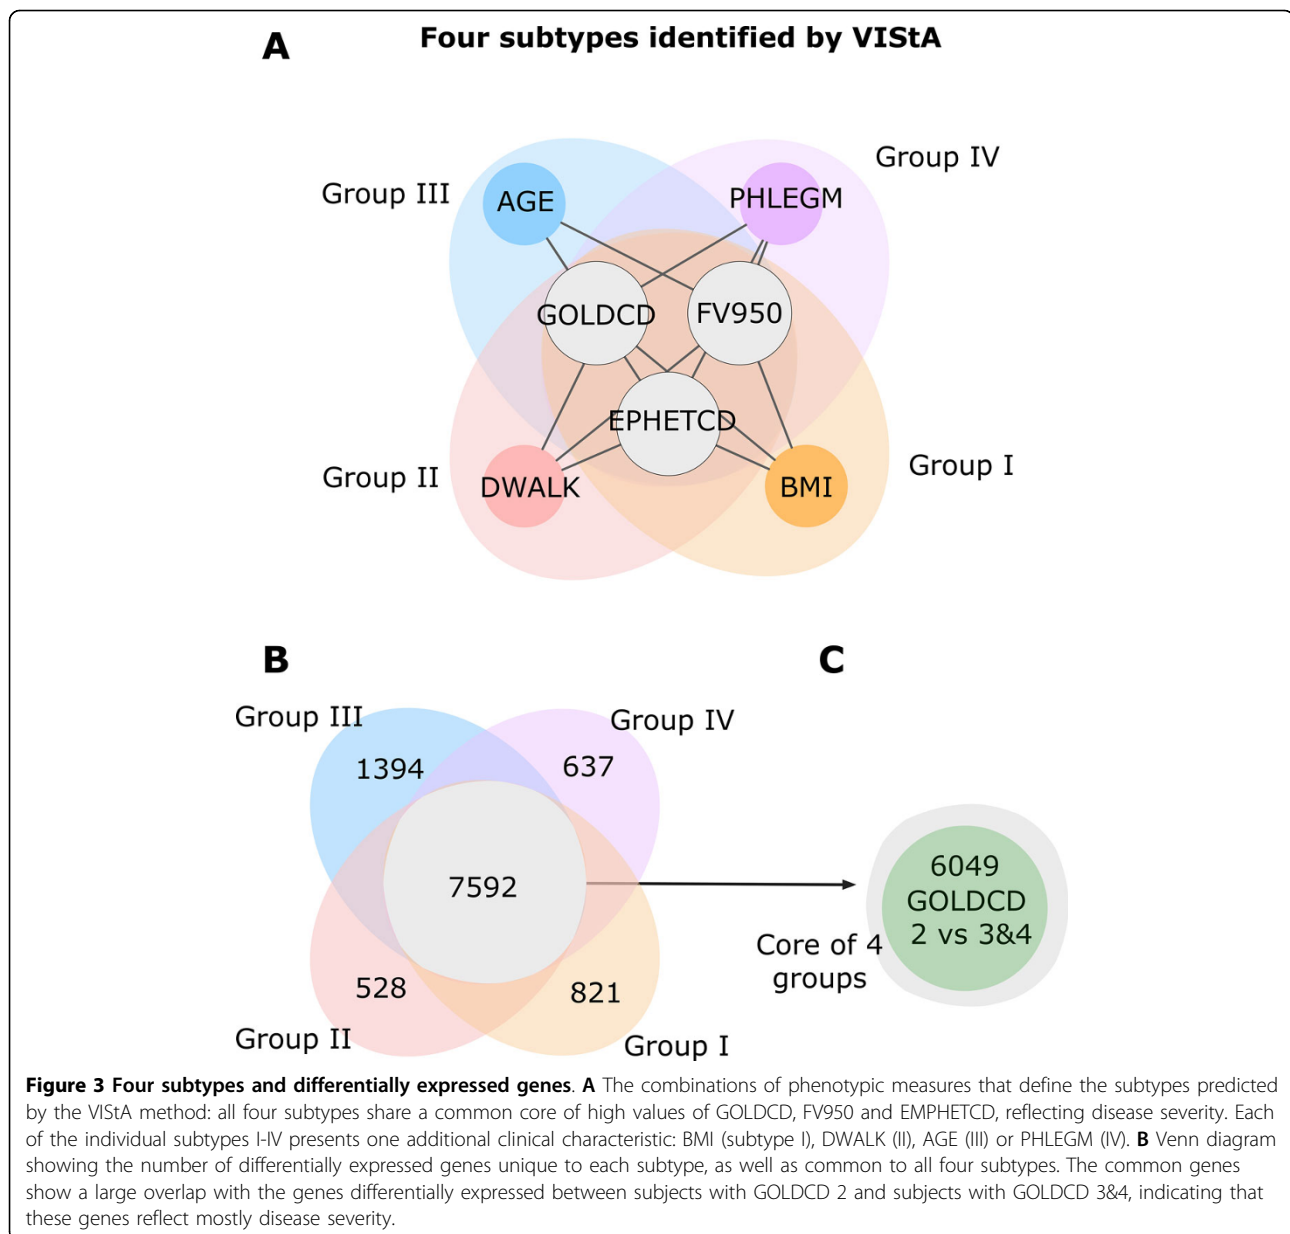 A
Four subtypes identified by VIStA
Group III
Group IV
AGE
PHLEGM
GOLDCD
FV950
EPHETCD
Group II
Group I
DWALK
BMI
B
C
Group III
Group IV
1394
637
7592
528
821
Group II
Group I
Core of 4
groups
6049
GOLDCD
2 vs 3&4
Figure 3 Four subtypes and differentially expressed genes. A The combinations of phenotypic measures that define the subtypes predicted
by the VIStA method: all four subtypes share a common core of high values of GOLDCD, FV950 and EMPHETCD, reflecting disease severity. Each
of the individual subtypes I-IV presents one additional clinical characteristic: BMI (subtype I), DWALK (II), AGE (III) or PHLEGM (IV). B Venn diagram
showing the number of differentially expressed genes unique to each subtype, as well as common to all four subtypes. The common genes
show a large overlap with the genes differentially expressed between subjects with GOLDCD 2 and subjects with GOLDCD 3&4, indicating that
these genes reflect mostly disease severity.